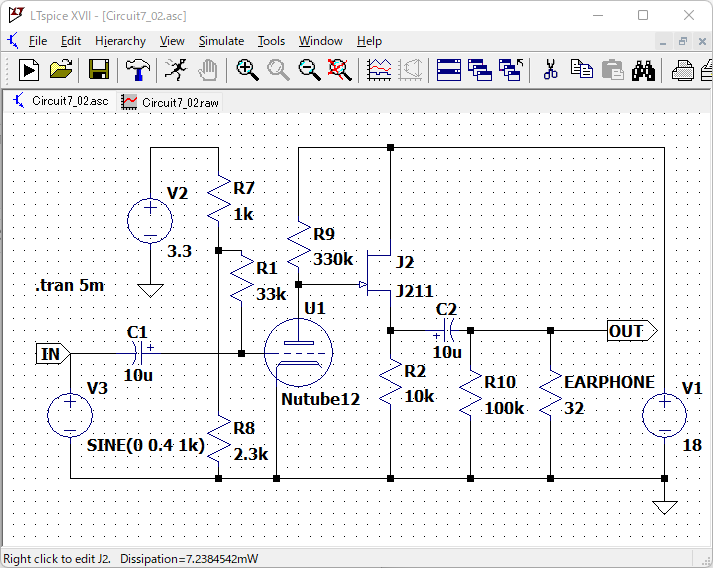 LTspice XVII - [Circuit7_02.asc]
File Edit Hierarchy View Simulate Tools Window Help
Circuit7_02.asc Circuit7_02.raw
V2
3.3
R7
1k
R9
330k
J2
J211
R1
33k
.tran 5m
U1
Nutube12
C1
10u
IN
V3
SINE(0 0.4 1k)
R8
2.3k
C2
10u
OUT
R2
10k
R10
100k
EARPHONE
32
V1
18
Right click to edit J2. Dissipation=7.2384542mW